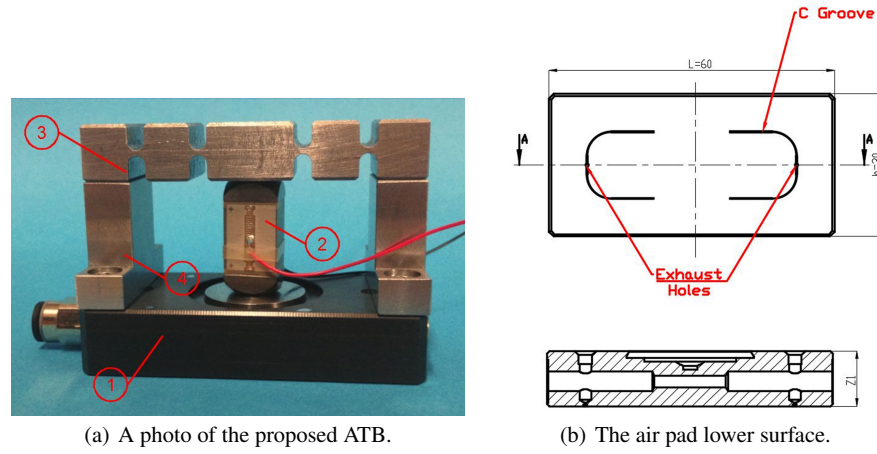 3
2
4
1
(a) A photo of the proposed ATB.
C Groove
L=60
A
A
Exhaust
Holes
(b) The air pad lower surface.